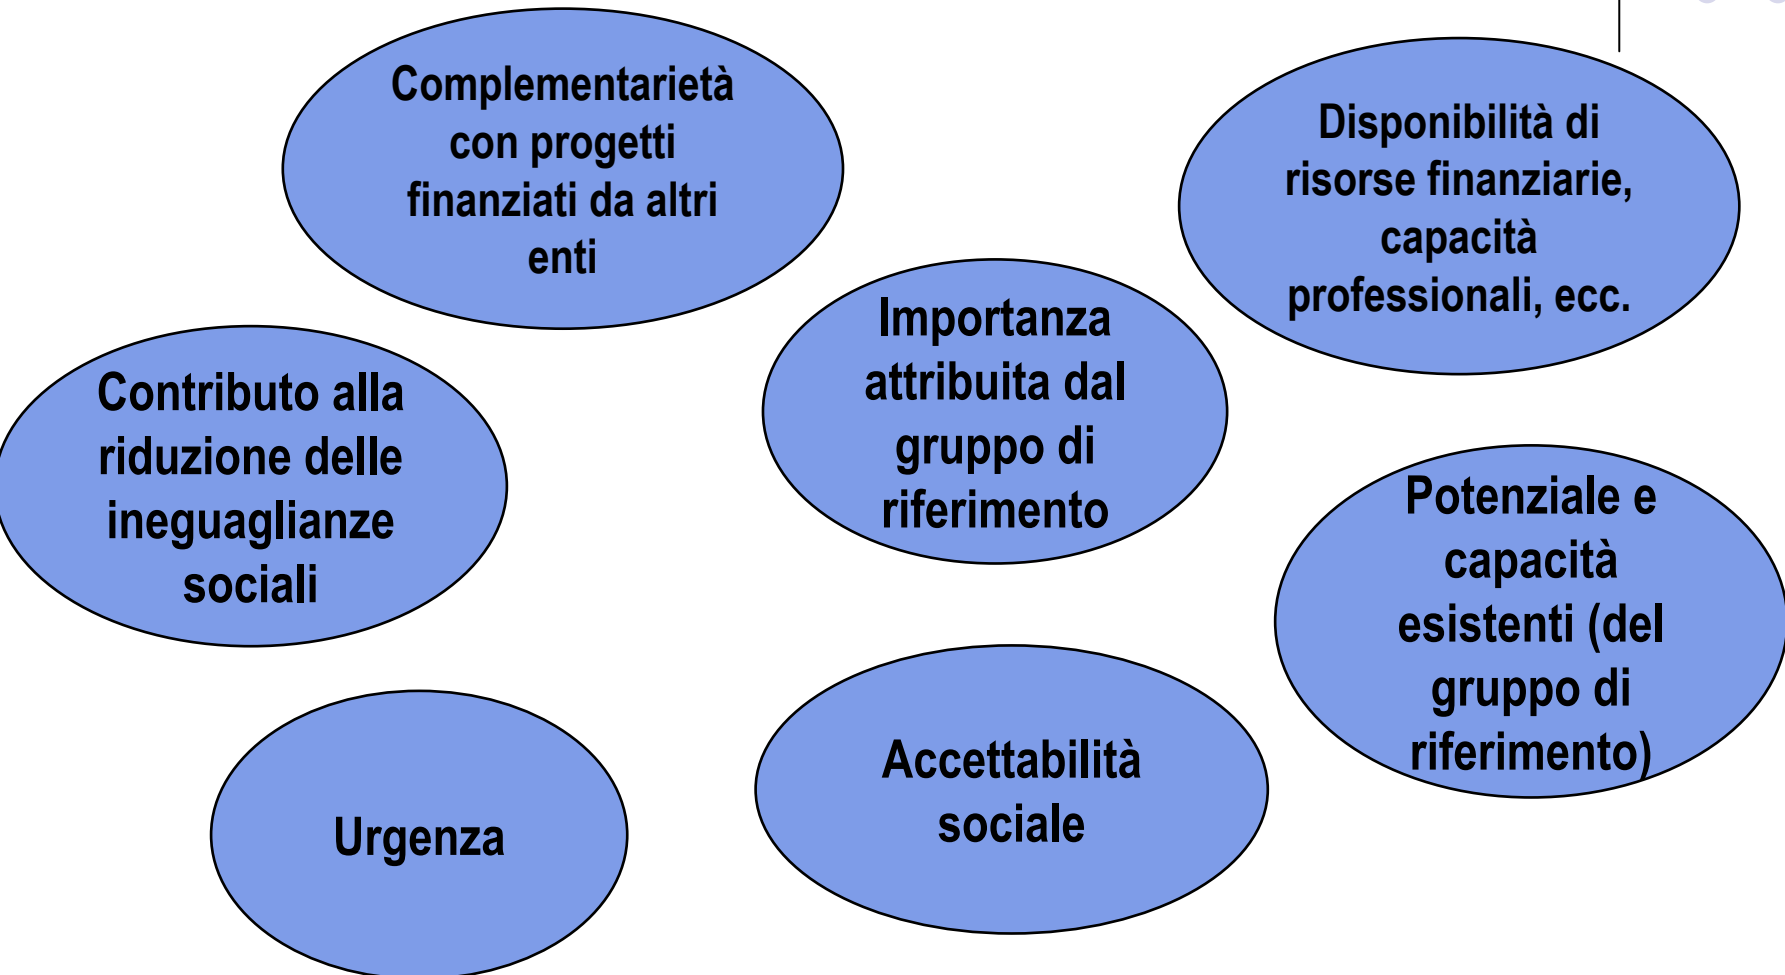 Complementarietà
con progetti
finanziati da altri
enti
Disponibilità di
risorse finanziarie,
capacità
professionali, ecc.
Importanza
attribuita dal
gruppo di
riferimento
Contributo alla
riduzione delle
ineguaglianze
sociali
Potenziale e
capacità
esistenti (del
gruppo di
riferimento)
Accettabilità
sociale
Urgenza